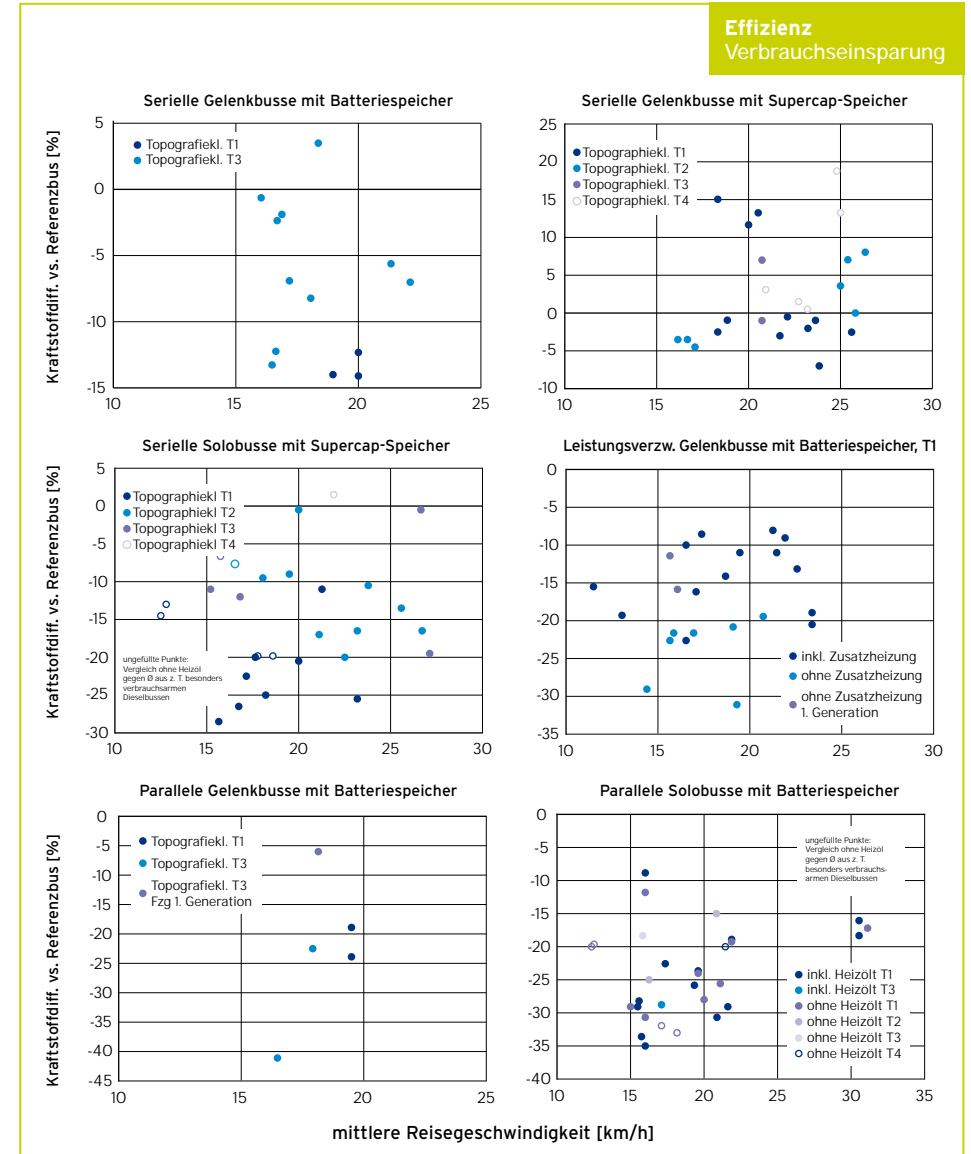 Effizienz
Verbrauchseinsparung
Serielle Gelenkbusse mit Batteriespeicher
Kraftstoffdiff. vs. Referenzbus [%]
5
0
-5
-10
-15
10
15
20
25
Topografiekl. T1
Topografiekl. T3
Serielle Gelenkbusse mit Supercap-Speicher
25
20
15
10
5
0
-5
-10
10
15
20
25
30
Topographiekl. T1
Topographiekl. T2
Topographiekl. T3
Topographiekl. T4
Serielle Solobusse mit Supercap-Speicher
Kraftstoffdiff. vs. Referenzbus [%]
5
0
-5
-10
-15
-20
-25
-30
10
15
20
25
30
Topographiekl T1
Topographiekl T2
Topographiekl T3
Topographiekl T4
ungefüllte Punkte:
Vergleich ohne Heizöl
gegen Ø aus z. T. besonders
verbrauchsarmen
Dieselbussen
Leistungsverzw. Gelenkbusse mit Batteriespeicher, T1
0
-5
-10
-15
-20
-25
-30
-35
10
15
20
25
30
inkl. Zusatzheizung
ohne Zusatzheizung
ohne Zusatzheizung
1. Generation
Parallele Gelenkbusse mit Batteriespeicher
Kraftstoffdiff. vs. Referenzbus [%]
0
-5
-10
-15
-20
-25
-30
-35
-40
-45
10
15
20
25
Topografiekl. T1
Topografiekl. T3
Topografiekl. T3
Fzg 1. Generation
Parallele Solobusse mit Batteriespeicher
0
-5
-10
-15
-20
-25
-30
-35
-40
10
15
20
25
30
35
ungefüllte Punkte:
Vergleich ohne Heizöl
gegen Ø aus z. T.
besonders verbrauchs-
armen Dieselbussen
inkl. Heizölt T1
inkl. Heizölt T3
ohne Heizölt T1
ohne Heizölt T2
ohne Heizölt T3
ohne Heizölt T4
mittlere Reisegeschwindigkeit [km/h]